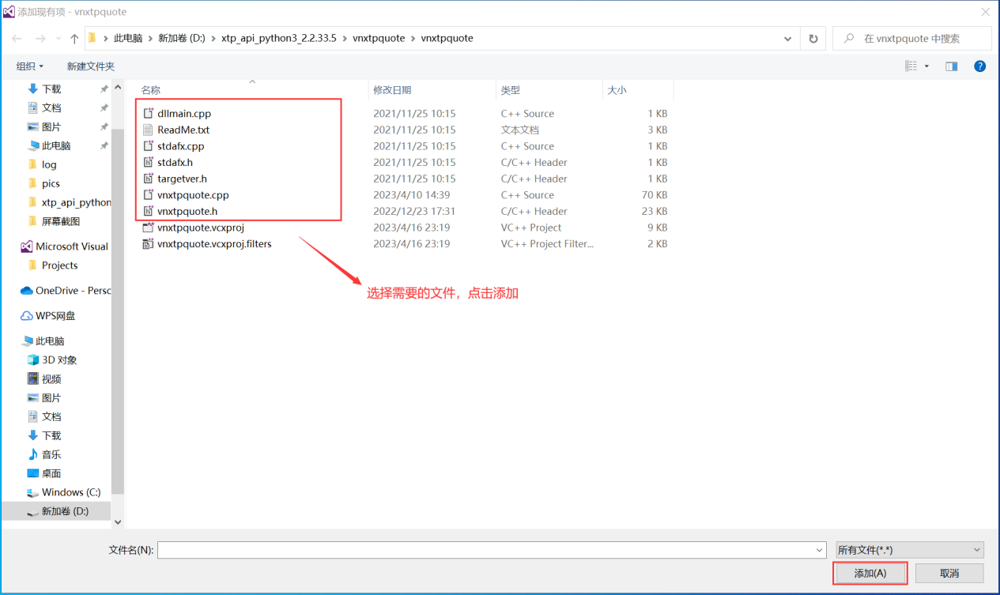 添加现有项 - vnxtpquote
此电脑 新加卷 (D:) xtp_api_python3_2.2.33.5 vnxtpquote vnxtpquote 在 vnxtpquote 中搜索
组织 新建文件夹
名称 修改日期 类型 大小
下载
文档
图片
此电脑
log
pics
xtp_api_python
屏幕截图
Microsoft Visual
Projects
OneDrive - Persc
WPS网盘
此电脑
3D 对象
视频
图片
文档
下载
音乐
桌面
Windows (C:)
新加卷 (D:)
dllmain.cpp 2021/11/25 10:15 C++ Source 1 KB
ReadMe.txt 2021/11/25 10:15 文本文档 3 KB
stdafx.cpp 2021/11/25 10:15 C++ Source 1 KB
stdafx.h 2021/11/25 10:15 C/C++ Header 1 KB
targetver.h 2021/11/25 10:15 C/C++ Header 1 KB
vnxtpquote.cpp 2023/4/10 14:39 C++ Source 70 KB
vnxtpquote.h 2022/12/23 17:31 C/C++ Header 23 KB
vnxtpquote.vcxproj 2023/4/16 23:19 VC++ Project 9 KB
vnxtpquote.vcxproj.filters 2023/4/16 23:19 VC++ Project Filter... 2 KB
选择需要的文件，点击添加
文件名(N): 所有文件(*.*)
添加(A) 取消